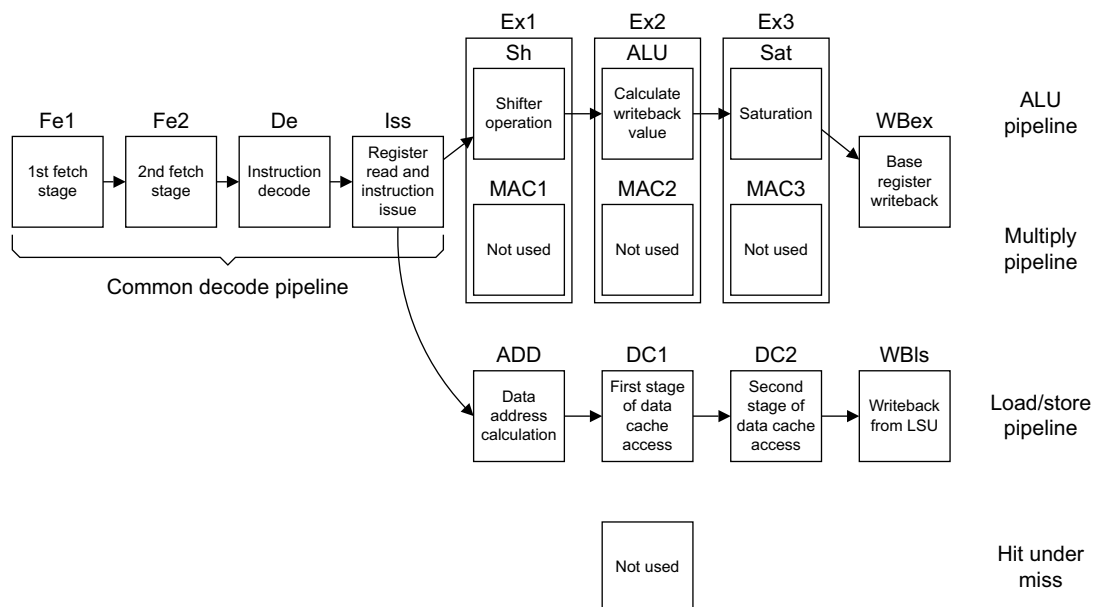 Ex1
Ex2
Ex3
Sh
ALU
Sat
Fe1
Fe2
De
Iss
Shifter
operation
Calculate
writeback
value
Saturation
WBex
ALU
pipeline
1st fetch
stage
2nd fetch
stage
Instruction
decode
Register
read and
instruction
issue
Base
register
writeback
MAC1
MAC2
MAC3
Not used
Not used
Not used
Multiply
pipeline
Common decode pipeline
ADD
DC1
DC2
WBls
Data
address
calculation
First stage
of data
cache
access
Second
stage of
data cache
access
Writeback
from LSU
Load/store
pipeline
Not used
Hit under
miss